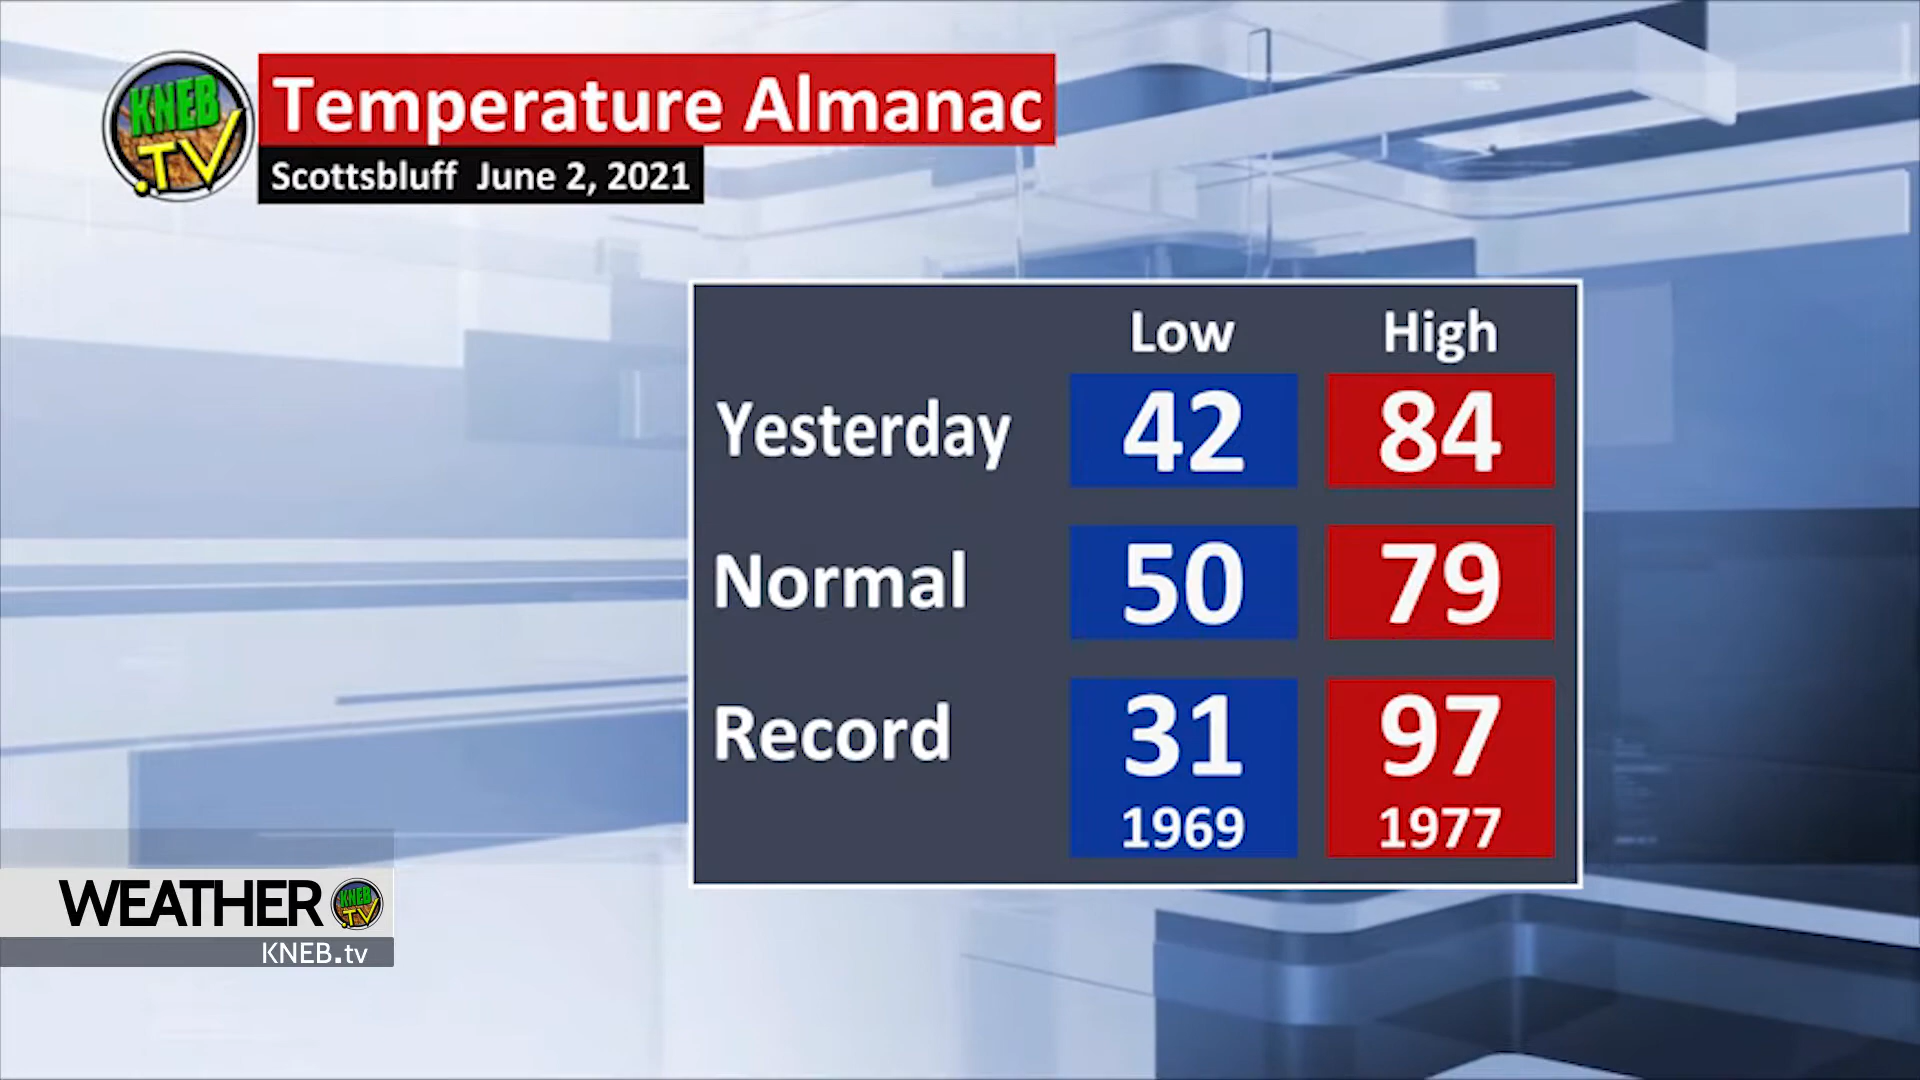 KNEB
.TV
Temperature Almanac
Scottsbluff June 2, 2021
Low High
Yesterday 42 84
Normal 50 79
Record 31 97
1969 1977
WEATHER KNEB .TV
KNEB.tv